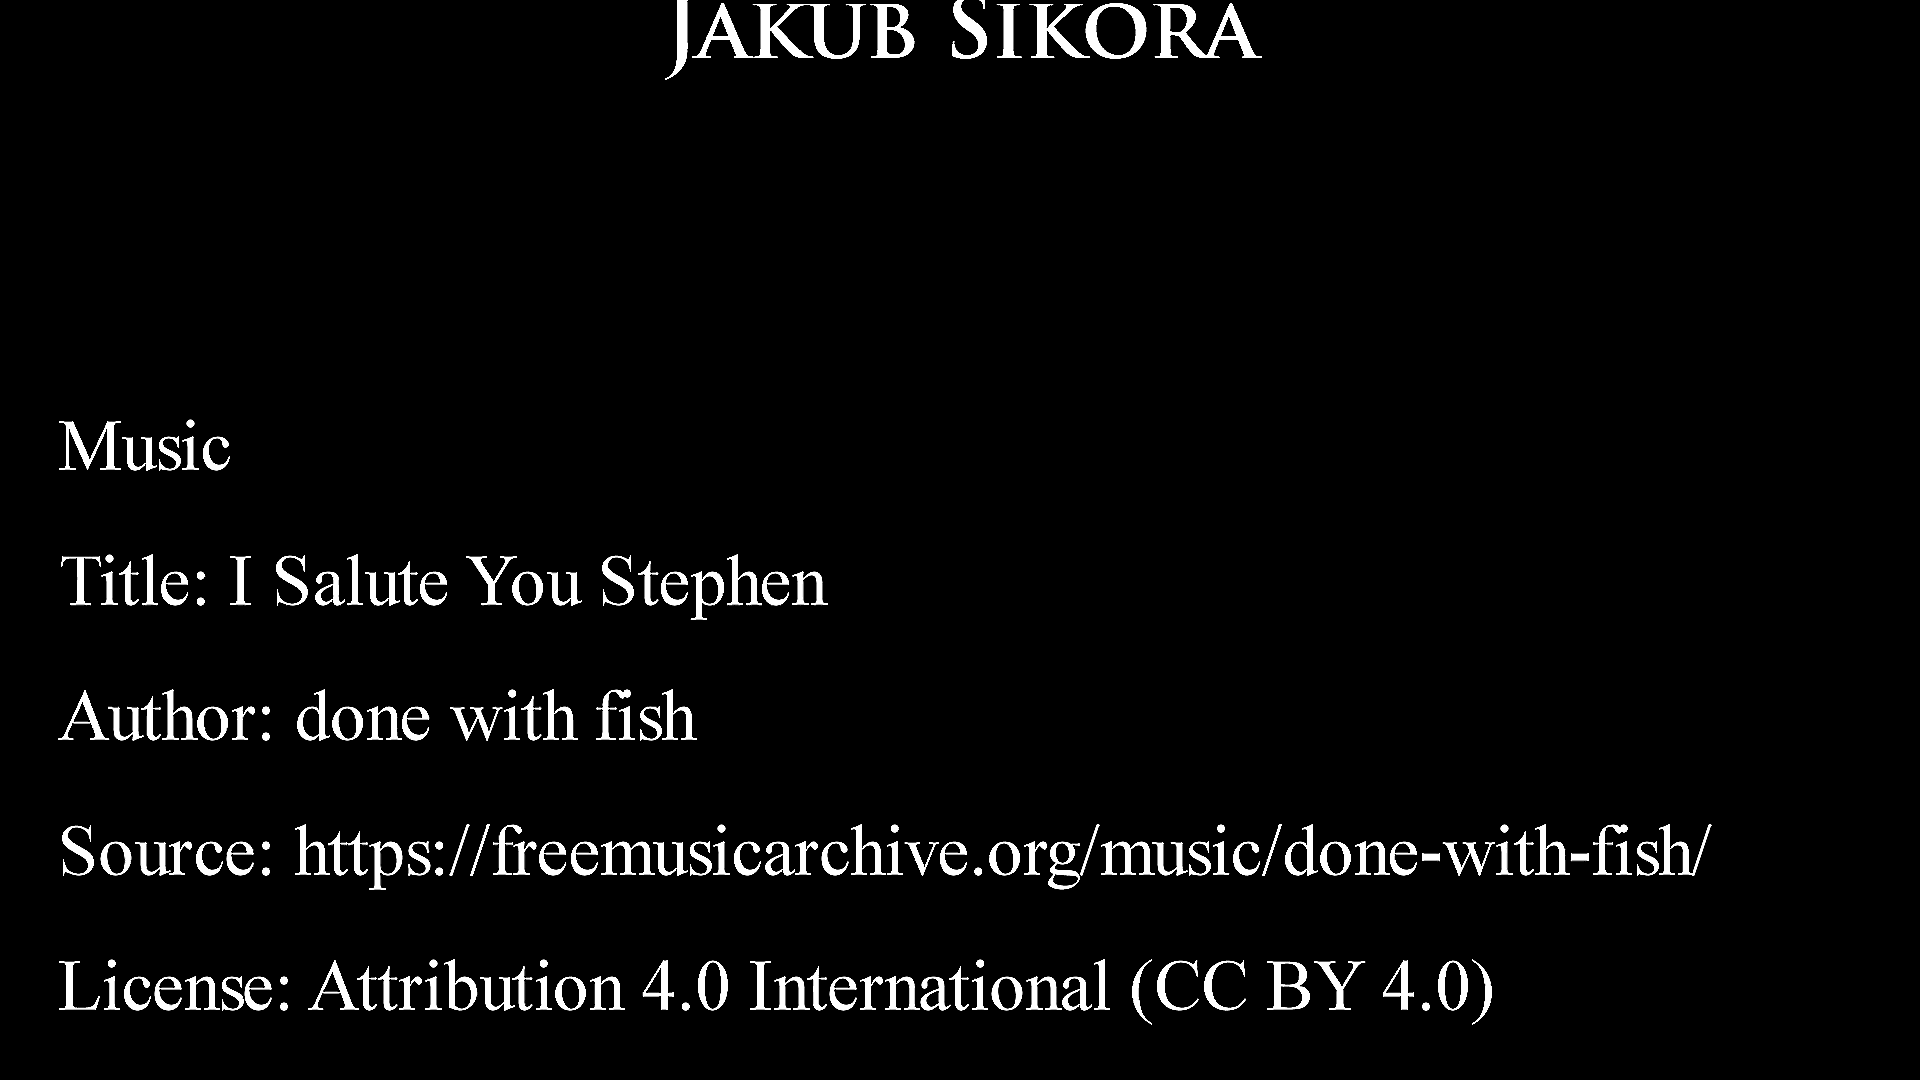 Jakub Sikora
Music
Title: I Salute You Stephen
Author: done with fish
Source: https://freemusicarchive.org/music/done-with-fish/
License: Attribution 4.0 International (CC BY 4.0)